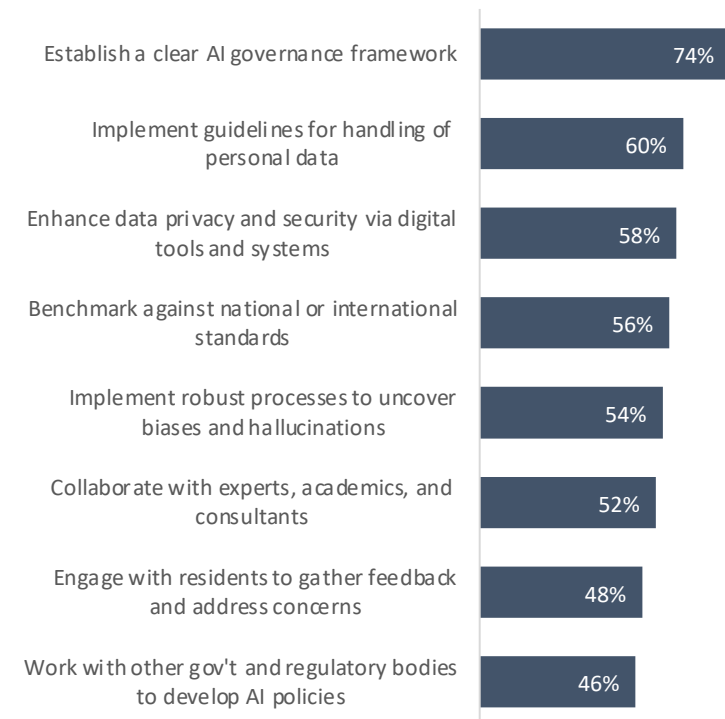 Establish a clear AI governance framework
74%
Implement guidelines for handling of
personal data
60%
Enhance data privacy and security via digital
tools and systems
58%
Benchmark against national or international
standards
56%
Implement robust processes to uncover
biases and hallucinations
54%
Collaborate with experts, academics, and
consultants
52%
Engage with residents to gather feedback
and address concerns
48%
Work with other gov't and regulatory bodies
to develop AI policies
46%